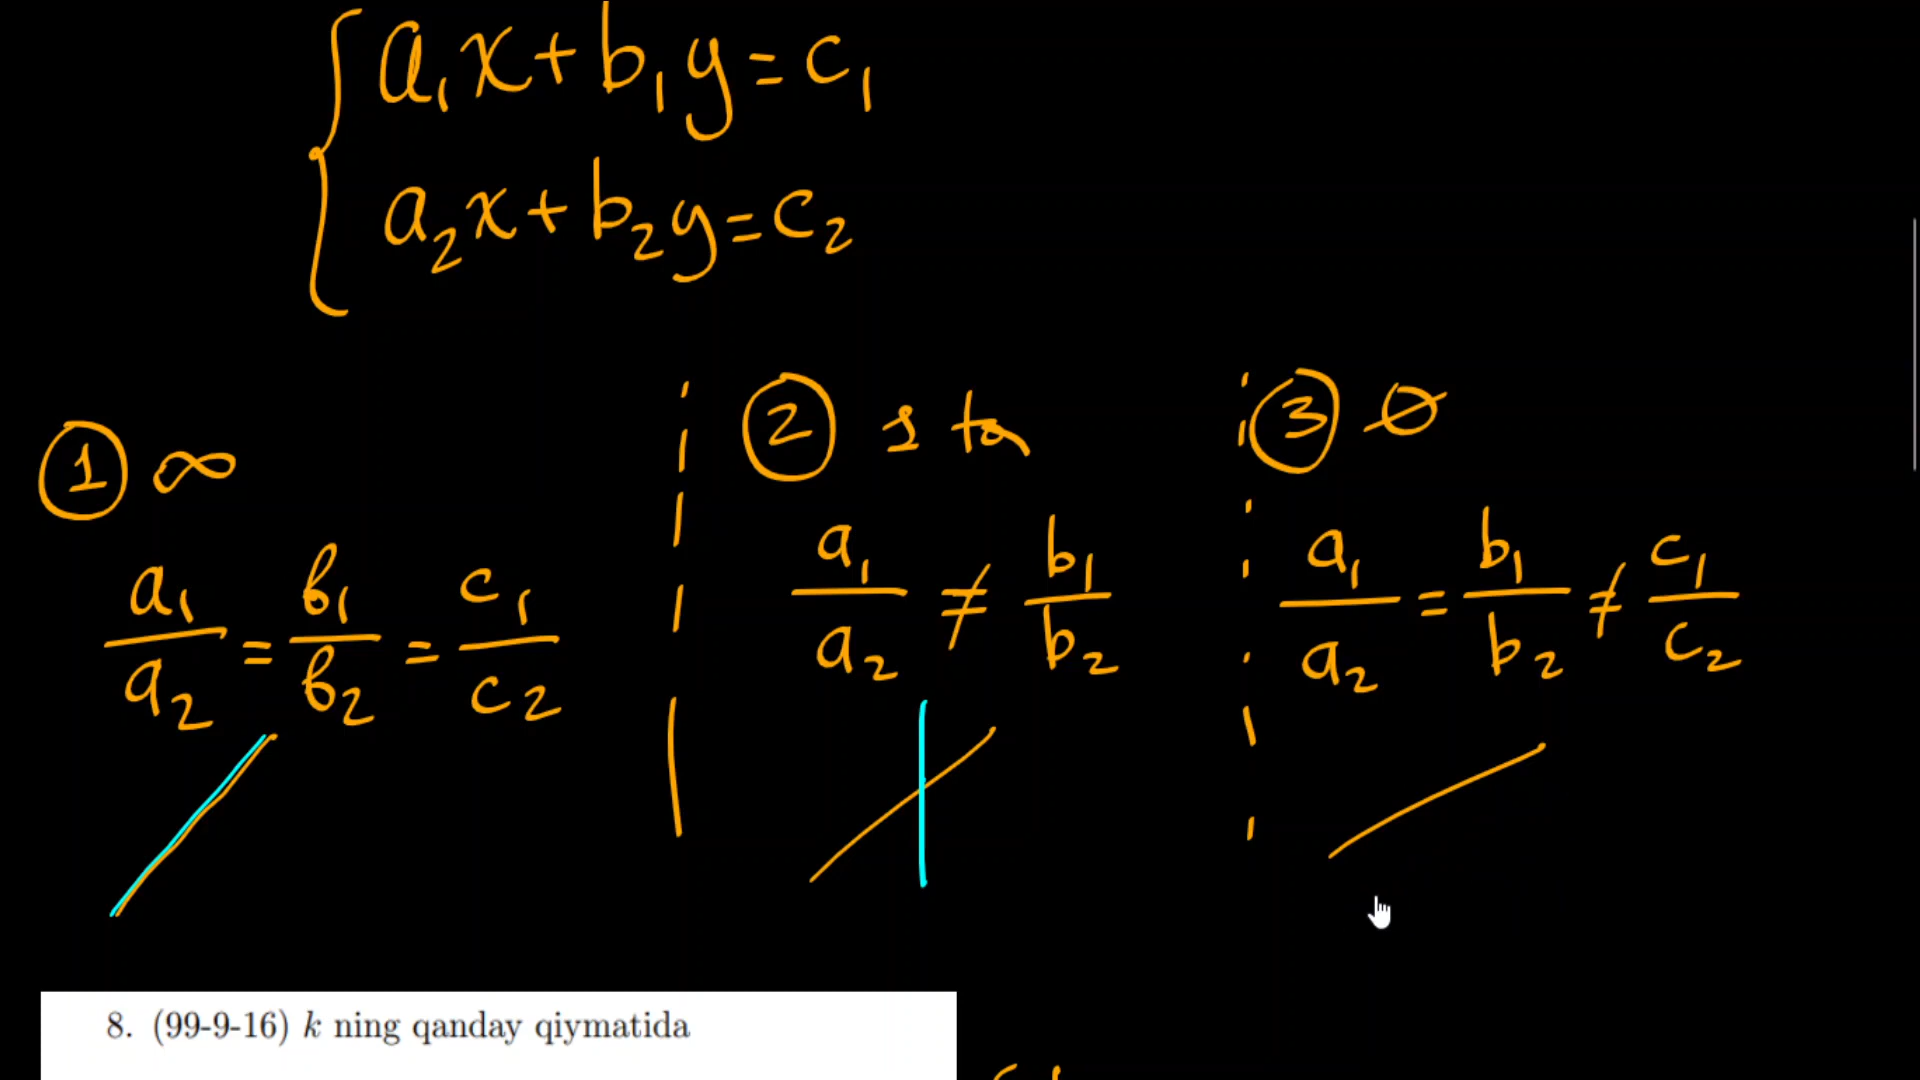 a₁x+b₁y=c₁
a₂x+b₂y=c₂
① ∞
a₁/a₂ = b₁/b₂ = c₁/c₂
② 1 ta
a₁/a₂ ≠ b₁/b₂
③ ∅
a₁/a₂ = b₁/b₂ ≠ c₁/c₂
8. (99-9-16) k ning qanday qiymatida